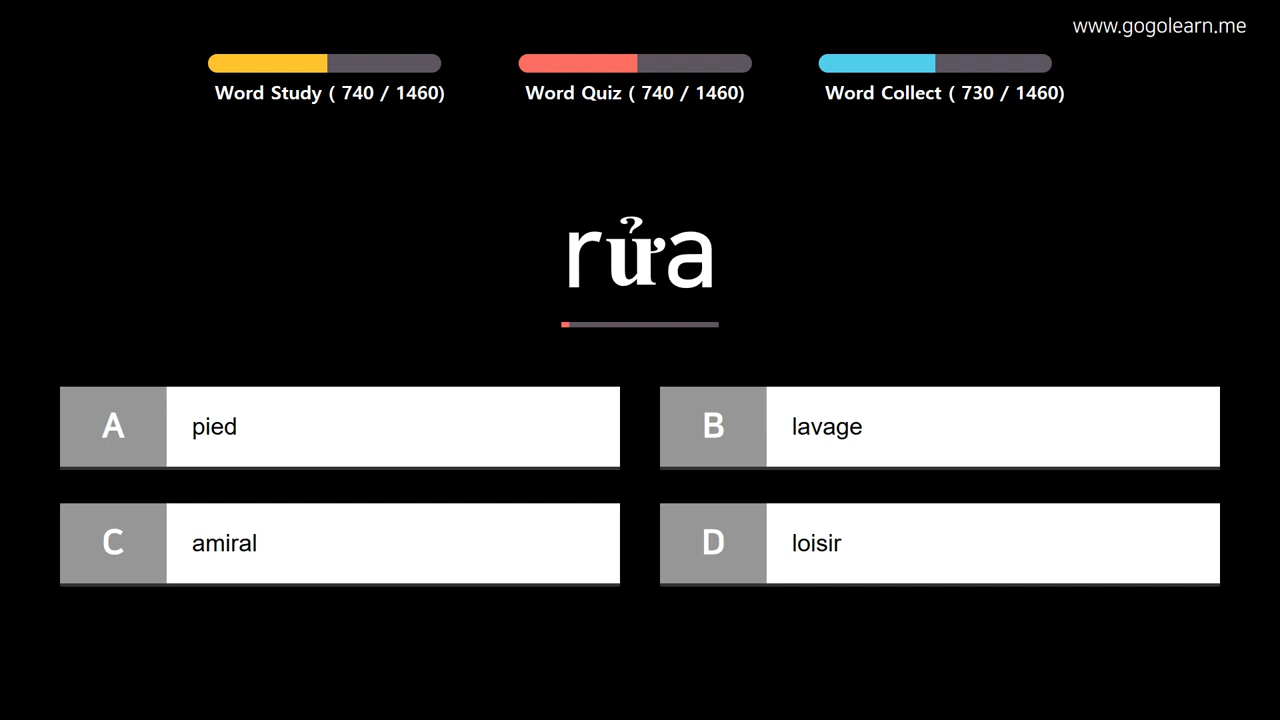 www.gogolearn.me
Word Study ( 740 / 1460)
Word Quiz ( 740 / 1460)
Word Collect ( 730 / 1460)
rửa
A pied
B lavage
C amiral
D loisir